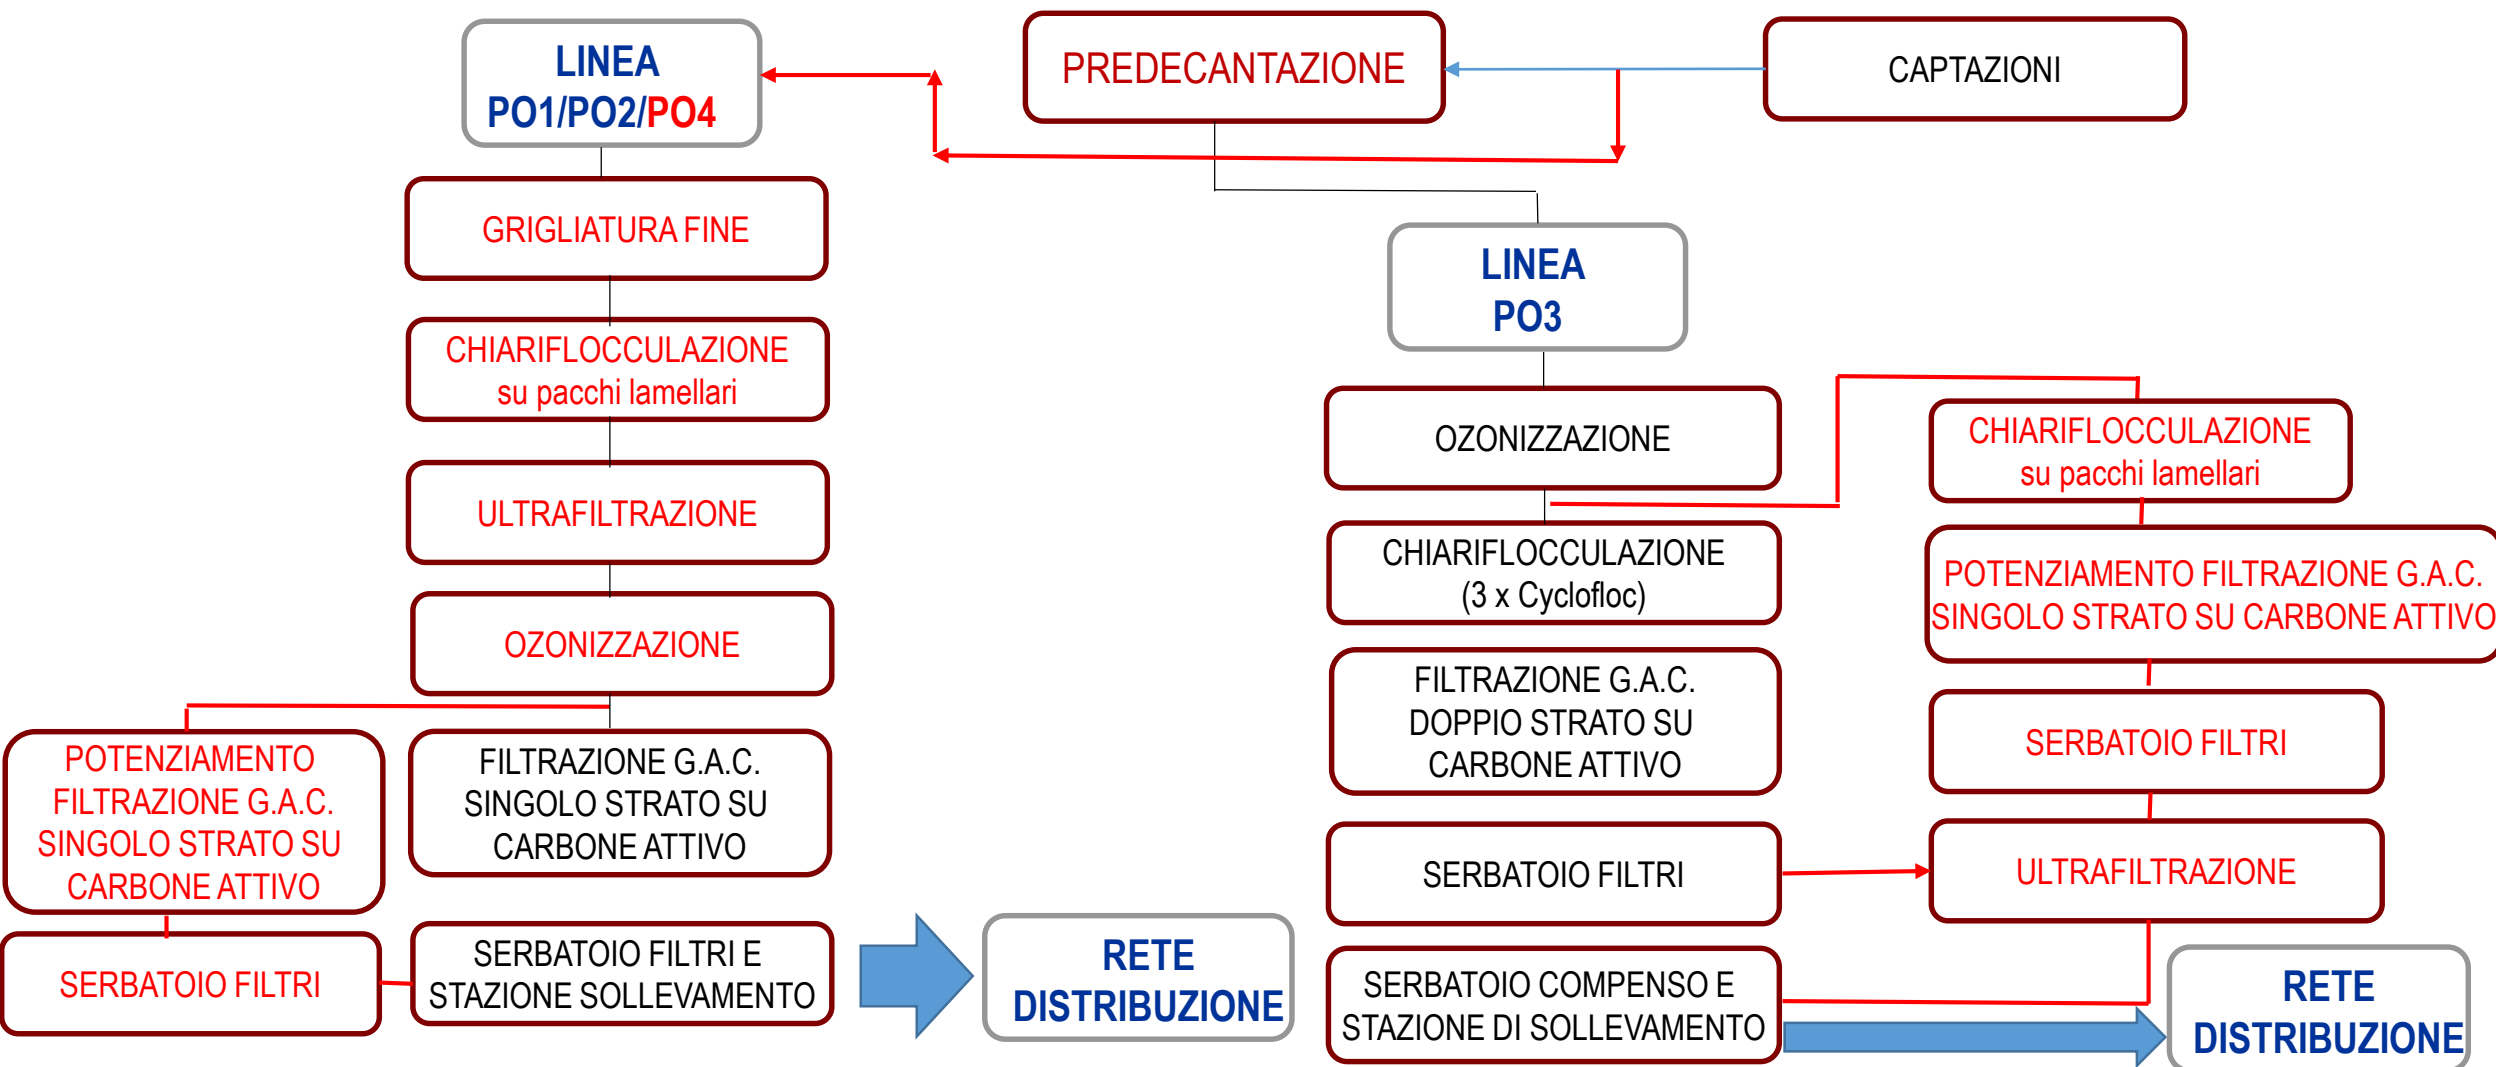 LINEA
PO1/PO2/PO4
PREDECANTAZIONE
CAPTAZIONI
GRIGLIATURA FINE
CHIARIFLOCCULAZIONE
su pacchi lamellari
ULTRAFILTRAZIONE
OZONIZZAZIONE
POTENZIAMENTO
FILTRAZIONE G.A.C.
SINGOLO STRATO SU
CARBONE ATTIVO
FILTRAZIONE G.A.C.
SINGOLO STRATO SU
CARBONE ATTIVO
SERBATOIO FILTRI
SERBATOIO FILTRI E
STAZIONE SOLLEVAMENTO
RETE
DISTRIBUZIONE
LINEA
PO3
OZONIZZAZIONE
CHIARIFLOCCULAZIONE
(3 x Cyclofloc)
FILTRAZIONE G.A.C.
DOPPIO STRATO SU
CARBONE ATTIVO
SERBATOIO FILTRI
SERBATOIO COMPENSO E
STAZIONE DI SOLLEVAMENTO
CHIARIFLOCCULAZIONE
su pacchi lamellari
POTENZIAMENTO FILTRAZIONE G.A.C.
SINGOLO STRATO SU CARBONE ATTIVO
SERBATOIO FILTRI
ULTRAFILTRAZIONE
RETE
DISTRIBUZIONE